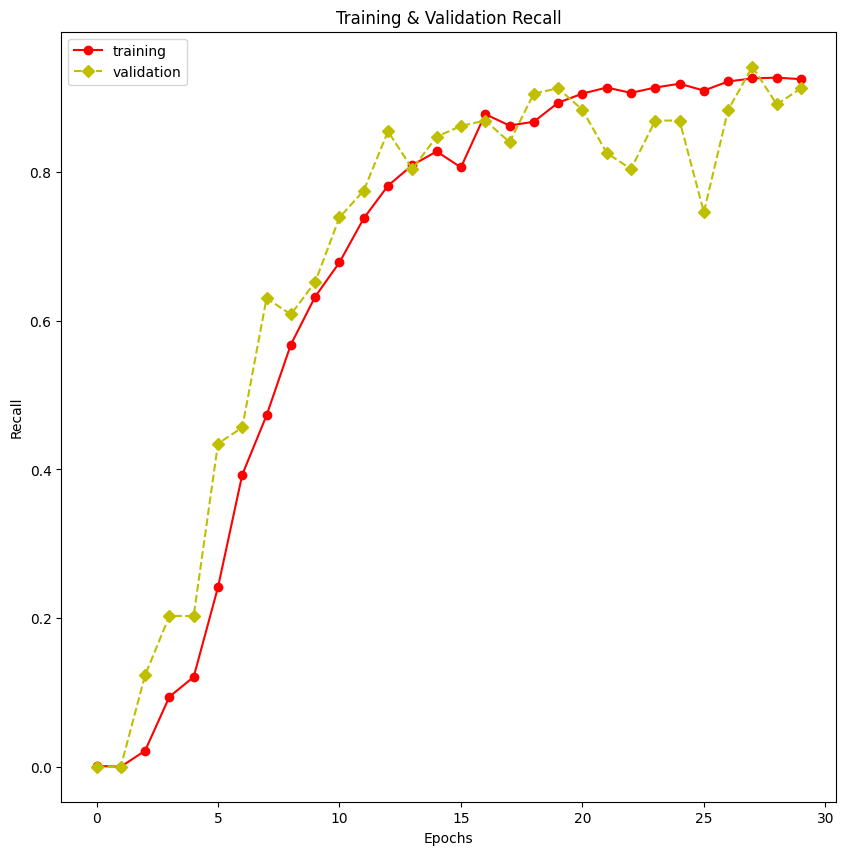 Training & Validation Recall
training
validation
Recall
0.8
0.6
0.4
0.2
0.0
0 5 10 15 20 25 30
Epochs